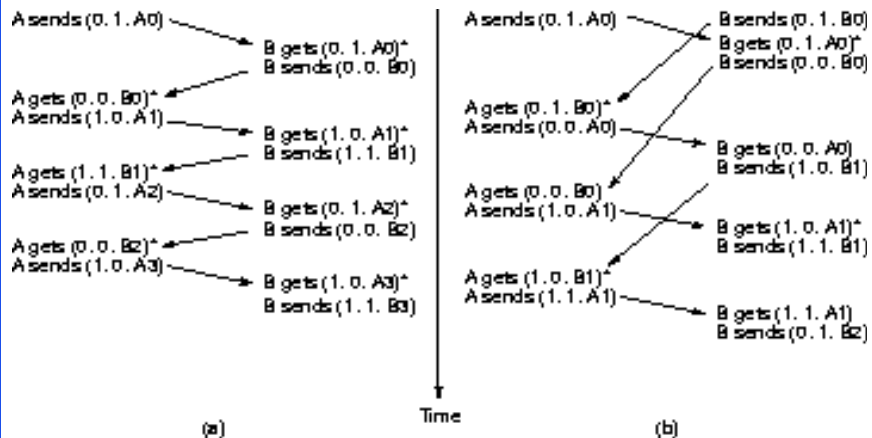 A sends (0, 1, A0)
B gets (0, 1, A0)*
B sends (0, 0, B0)
A gets (0, 0, B0)*
A sends (1, 0, A1)
B gets (1, 0, A1)*
B sends (1, 1, B1)
A gets (1, 1, B1)*
A sends (0, 1, A2)
B gets (0, 1, A2)*
B sends (0, 0, B2)
A gets (0, 0, B2)*
A sends (1, 0, A3)
B gets (1, 0, A3)*
B sends (1, 1, B3)
(a)
Time
A sends (0, 1, A0)
B sends (0, 1, B0)
B gets (0, 1, A0)*
B sends (0, 0, B0)
A gets (0, 1, B0)*
A sends (0, 0, A0)
B gets (0, 0, A0)
B sends (1, 0, B1)
A gets (0, 0, B0)
A sends (1, 0, A1)
B gets (1, 0, A1)*
B sends (1, 1, B1)
A gets (1, 0, B1)*
A sends (1, 1, A1)
B gets (1, 1, A1)
B sends (0, 1, B2)
(b)